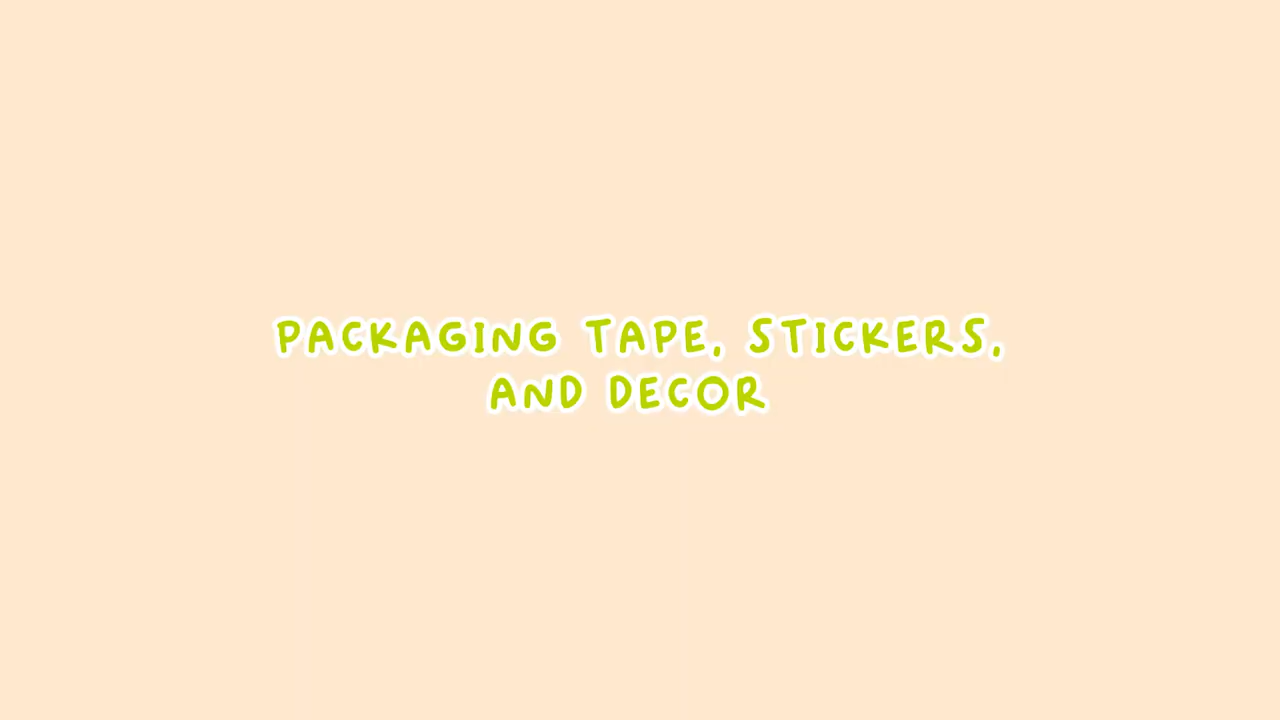 PACKAGING TAPE, STICKERS,
AND DECOR